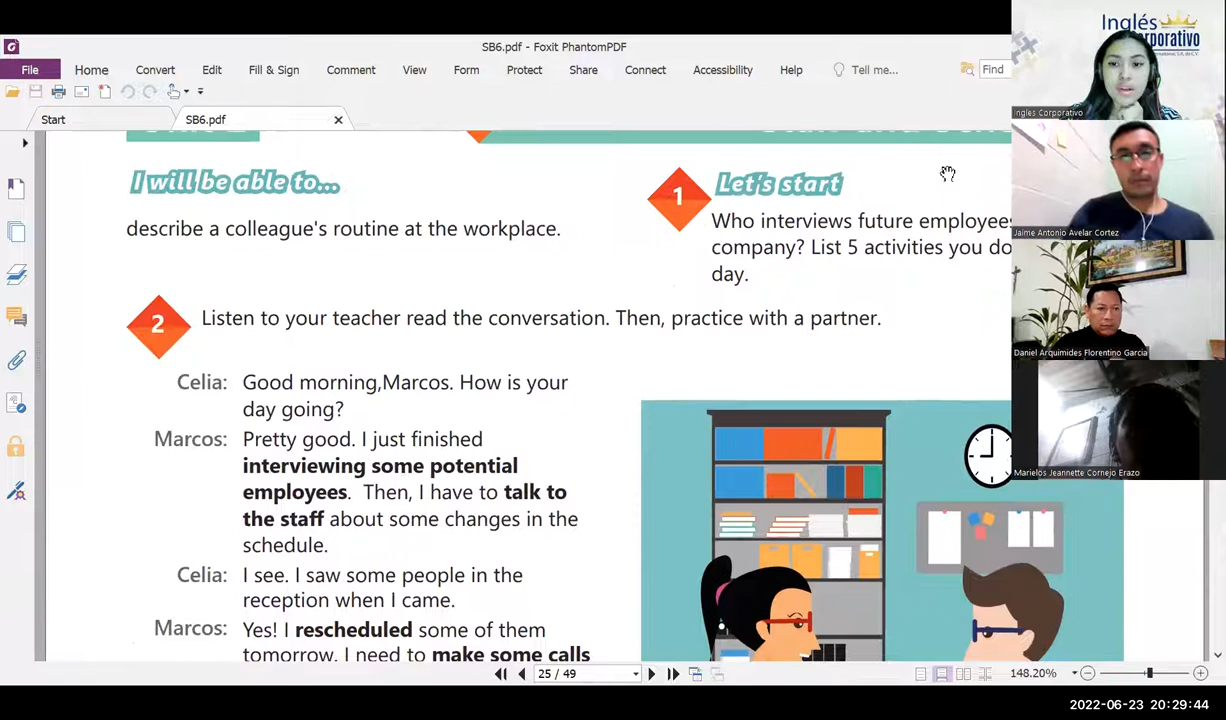 SB6.pdf - Foxit PhantomPDF
File Home Convert Edit Fill & Sign Comment View Form Protect Share Connect Accessibility Help Tell me... Find
Start SB6.pdf
I will be able to...
describe a colleague's routine at the workplace.
1 Let's start
Who interviews future employees
company? List 5 activities you do
day.
2 Listen to your teacher read the conversation. Then, practice with a partner.
Celia: Good morning,Marcos. How is your
day going?
Marcos: Pretty good. I just finished
interviewing some potential
employees. Then, I have to talk to
the staff about some changes in the
schedule.
Celia: I see. I saw some people in the
reception when I came.
Marcos: Yes! I rescheduled some of them
tomorrow. I need to make some calls
25 / 49
148.20%
Inglés
Corporativo
Ingles Corporativo
Jaime Antonio Avelar Cortez
Daniel Arquimides Florentino Garcia
Marielos Jeannette Cornejo Erazo
2022-06-23 20:29:44